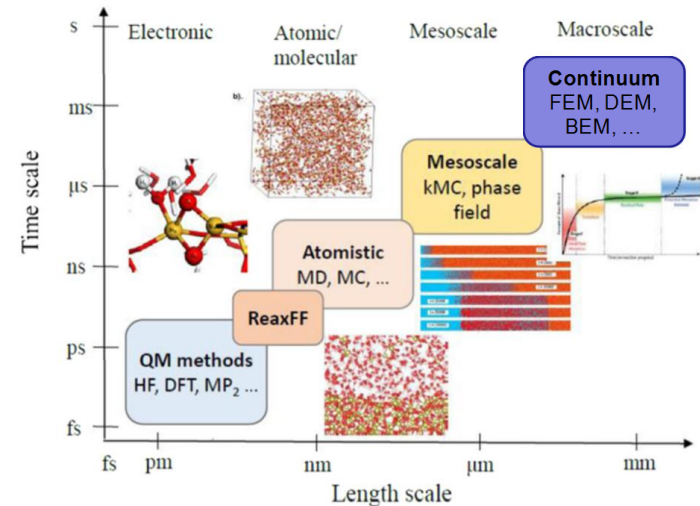 s
Electronic
Atomic/
molecular
Mesoscale
Macroscale
Continuum
FEM, DEM,
BEM, ...
ms
b).
Mesoscale
kMC, phase
field
μs
Time scale
Atomistic
MD, MC, ...
ns
ReaxFF
ps
QM methods
HF, DFT, MP₂ ...
fs
fs
pm
nm
μm
mm
Length scale